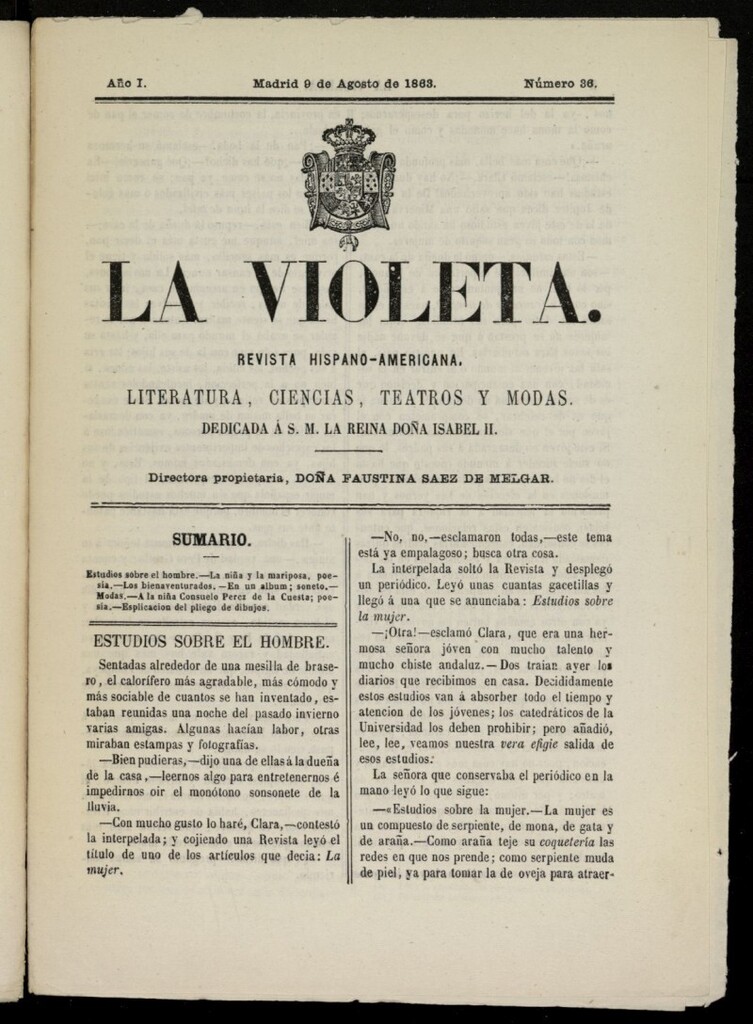 Año I.
Madrid 9 de Agosto de 1863.
Número 36.
LA VIOLETA.
REVISTA HISPANO-AMERICANA.
LITERATURA, CIENCIAS, TEATROS Y MODAS.
DEDICADA Á S. M. LA REINA DOÑA ISABEL II.
Directora propietaria, DOÑA FAUSTINA SAEZ DE MELGAR.
SUMARIO.
Estudios sobre el hombre.—La niña y la mariposa, poe-
sia.—Los bienaventurados.—En un album; soneto.—
Modas.—A la niña Consuelo Perez de la Cuesta; poe-
sia.—Esplicacion del pliego de dibujos.
ESTUDIOS SOBRE EL HOMBRE.
Sentadas alrededor de una mesilla de brase-
ro, el calorífero más agradable, más cómodo y
más sociable de cuantos se han inventado, es-
taban reunidas una noche del pasado invierno
varias amigas. Algunas hacían labor, otras
miraban estampas y fotografías.
—Bien pudieras,—dijo una de ellas á la dueña
de la casa,—leernos algo para entretenernos é
impedirnos oir el monótono sonsonete de la
lluvia.
—Con mucho gusto lo haré, Clara,—contestó
la interpelada; y cojiendo una Revista leyó el
título de uno de los artículos que decia: La
mujer.
—No, no,—esclamaron todas,—este tema
está ya empalagoso; busca otra cosa.
La interpelada soltó la Revista y desplegó
un periódico. Leyó unas cuantas gacetillas y
llegó á una que se anunciaba: Estudios sobre
la mujer.
—¡Otra!—esclamó Clara, que era una her-
mosa señora jóven con mucho talento y
mucho chiste andaluz.—Dos traian ayer los
diarios que recibimos en casa. Decididamente
estos estudios van á absorber todo el tiempo y
atencion de los jóvenes; los catedráticos de la
Universidad los deben prohibir; pero añadió,
lee, lee, veamos nuestra vera efigie salida de
esos estudios.
La señora que conservaba el periódico en la
mano leyó lo que sigue:
—«Estudios sobre la mujer.—La mujer es
un compuesto de serpiente, de mona, de gata y
de araña.—Como araña teje su coquetería las
redes en que nos prende; como serpiente muda
de piel, ya para tomar la de oveja para atraer-